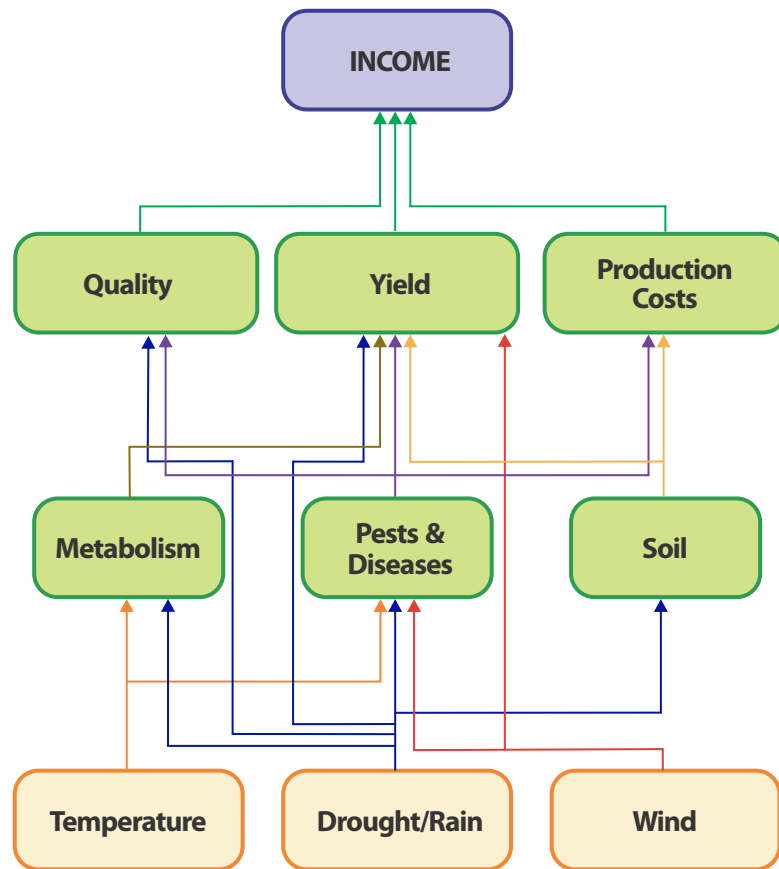 INCOME
Quality
Yield
Production
Costs
Metabolism
Pests &
Diseases
Soil
Temperature
Drought/Rain
Wind